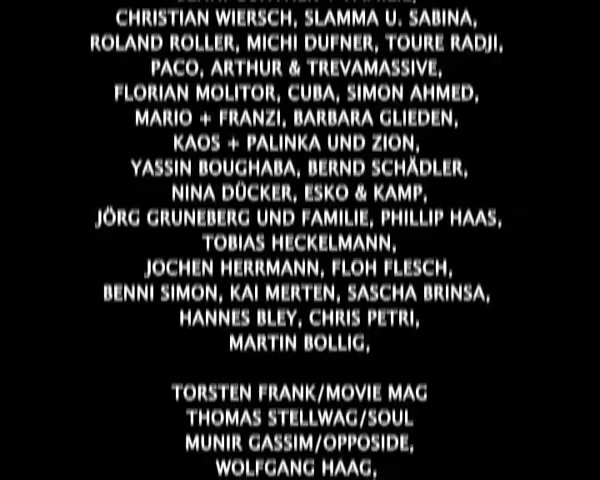 CHRISTIAN WIERSCH, SLAMMA U. SABINA,
ROLAND ROLLER, MICHI DUFNER, TOURE RADJI,
PACO, ARTHUR & TREVAMASSIVE,
FLORIAN MOLITOR, CUBA, SIMON AHMED,
MARIO + FRANZI, BARBARA GLIEDEN,
KAOS + PALINKA UND ZION,
YASSIN BOUGHABA, BERND SCHÄDLER,
NINA DÜCKER, ESKO & KAMP,
JÖRG GRUNEBERG UND FAMILIE, PHILLIP HAAS,
TOBIAS HECKELMANN,
JOCHEN HERRMANN, FLOH FLESCH,
BENNI SIMON, KAI MERTEN, SASCHA BRINSA,
HANNES BLEY, CHRIS PETRI,
MARTIN BOLLIG,
TORSTEN FRANK/MOVIE MAG
THOMAS STELLWAG/SOUL
MUNIR GASSIM/OPPOSIDE,
WOLFGANG HAAG,